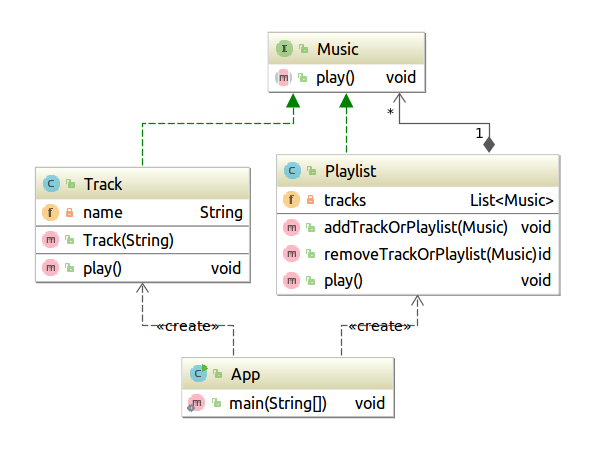 I Music
m play() void
* 
1
C Track
f name String
m Track(String)
m play() void
C Playlist
f tracks List<Music>
m addTrackOrPlaylist(Music) void
m removeTrackOrPlaylist(Music)id
m play() void
«create»
«create»
C App
m main(String[]) void